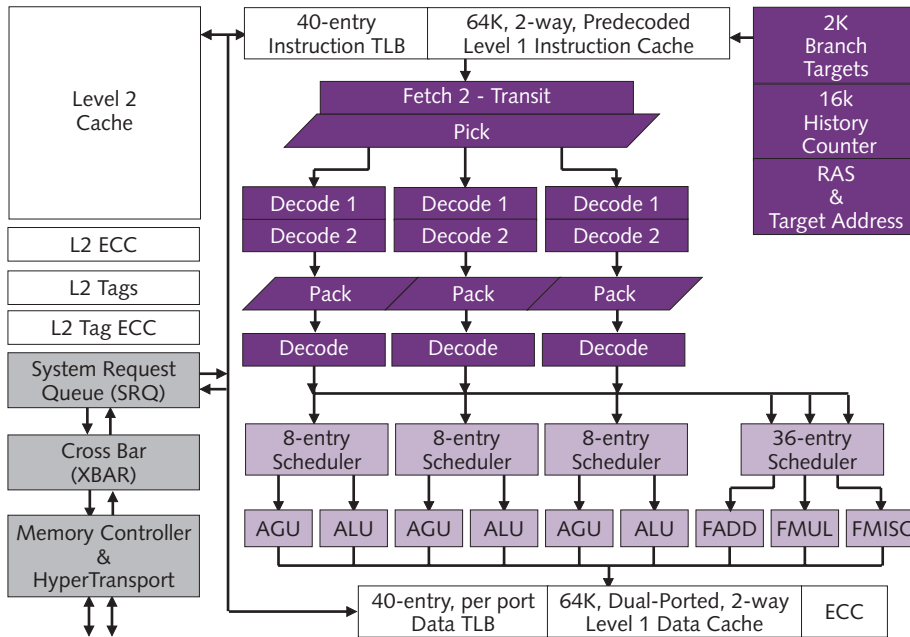 Level 2
Cache
L2 ECC
L2 Tags
L2 Tag ECC
System Request
Queue (SRQ)
Cross Bar
(XBAR)
Memory Controller
&
HyperTransport
40-entry
Instruction TLB
64K, 2-way, Predecoded
Level 1 Instruction Cache
2K
Branch
Targets
16k
History
Counter
RAS
&
Target Address
Fetch 2 - Transit
Pick
Decode 1
Decode 1
Decode 1
Decode 2
Decode 2
Decode 2
Pack
Pack
Pack
Decode
Decode
Decode
8-entry
Scheduler
8-entry
Scheduler
8-entry
Scheduler
36-entry
Scheduler
AGU
ALU
AGU
ALU
AGU
ALU
FADD
FMUL
FMISC
40-entry, per port
Data TLB
64K, Dual-Ported, 2-way
Level 1 Data Cache
ECC